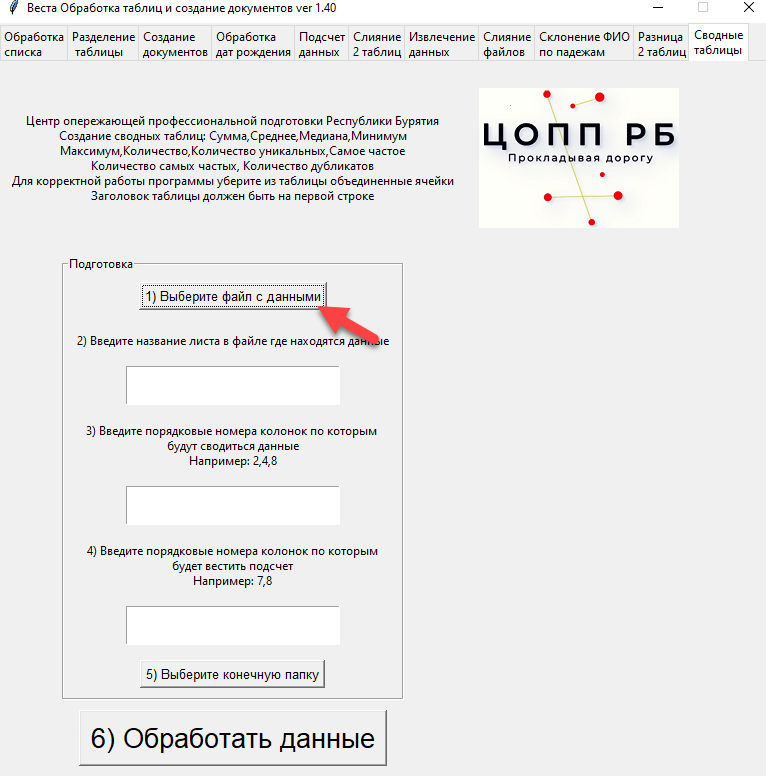 Веста Обработка таблиц и создание документов ver 1.40
Обработка
списка
Разделение
таблицы
Создание
документов
Обработка
дат рождения
Подсчет
данных
Слияние
2 таблиц
Извлечение
данных
Слияние
файлов
Склонение ФИО
по падежам
Разница
2 таблиц
Сводные
таблицы
Центр опережающей профессиональной подготовки Республики Бурятия
Создание сводных таблиц: Сумма,Среднее,Медиана,Минимум
Максимум,Количество,Количество уникальных,Самое частое
Количество самых частых, Количество дубликатов
Для корректной работы программы уберите из таблицы объединенные ячейки
Заголовок таблицы должен быть на первой строке
ЦОПП РБ
Прокладывая дорогу
Подготовка
1) Выберите файл с данными
2) Введите название листа в файле где находятся данные
3) Введите порядковые номера колонок по которым
будут сводиться данные
Например: 2,4,8
4) Введите порядковые номера колонок по которым
будет вестить подсчет
Например: 7,8
5) Выберите конечную папку
6) Обработать данные